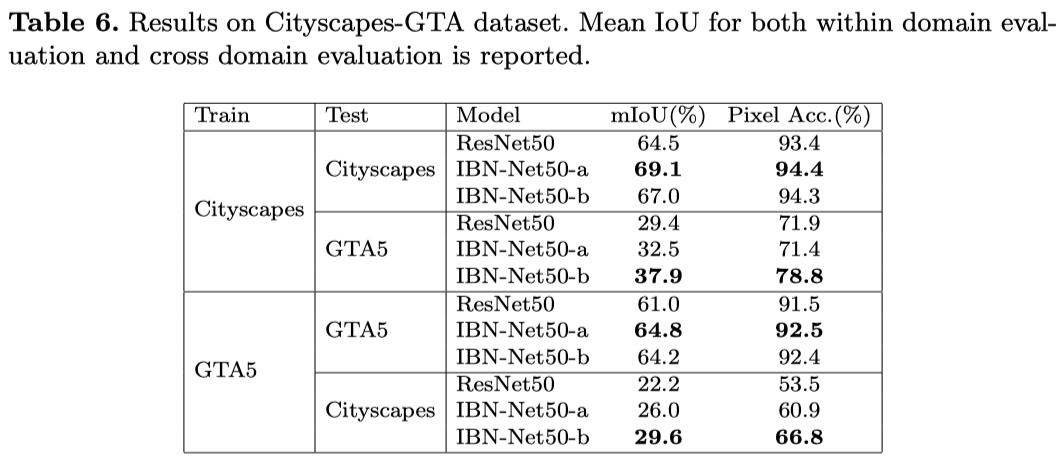 Table 6. Results on Cityscapes-GTA dataset. Mean IoU for both within domain eval-
uation and cross domain evaluation is reported.
Train Test Model mIoU(%) Pixel Acc.(%)
ResNet50 64.5 93.4
Cityscapes IBN-Net50-a 69.1 94.4
IBN-Net50-b 67.0 94.3
Cityscapes
ResNet50 29.4 71.9
GTA5 IBN-Net50-a 32.5 71.4
IBN-Net50-b 37.9 78.8
ResNet50 61.0 91.5
GTA5 IBN-Net50-a 64.8 92.5
IBN-Net50-b 64.2 92.4
GTA5
ResNet50 22.2 53.5
Cityscapes IBN-Net50-a 26.0 60.9
IBN-Net50-b 29.6 66.8